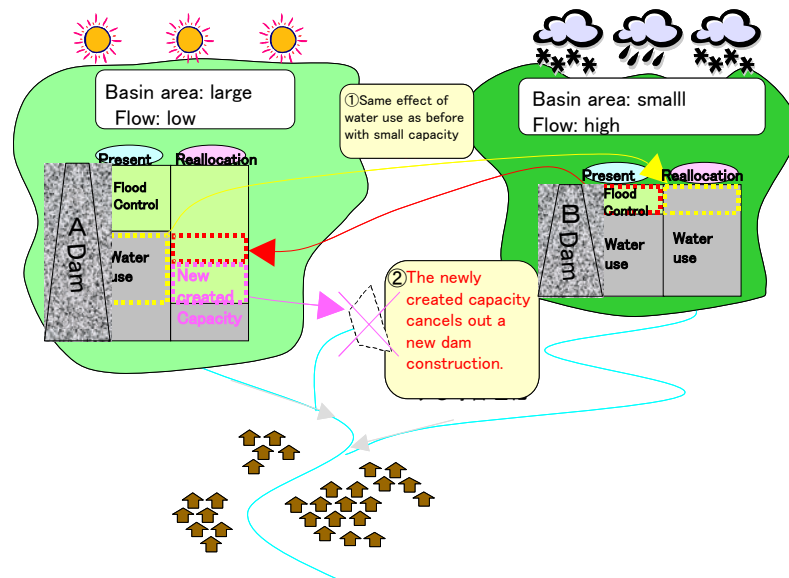 Basin area: large
Flow: low
①Same effect of
water use as before
with small capacity
Basin area: smalll
Flow: high
Present
Reallocation
Flood
Control
A Dam
Water
use
New
created
Capacity
Present
Reallocation
Flood
Control
B Dam
Water
use
Water
use
②
The newly
created capacity
cancels out a
new dam
construction.